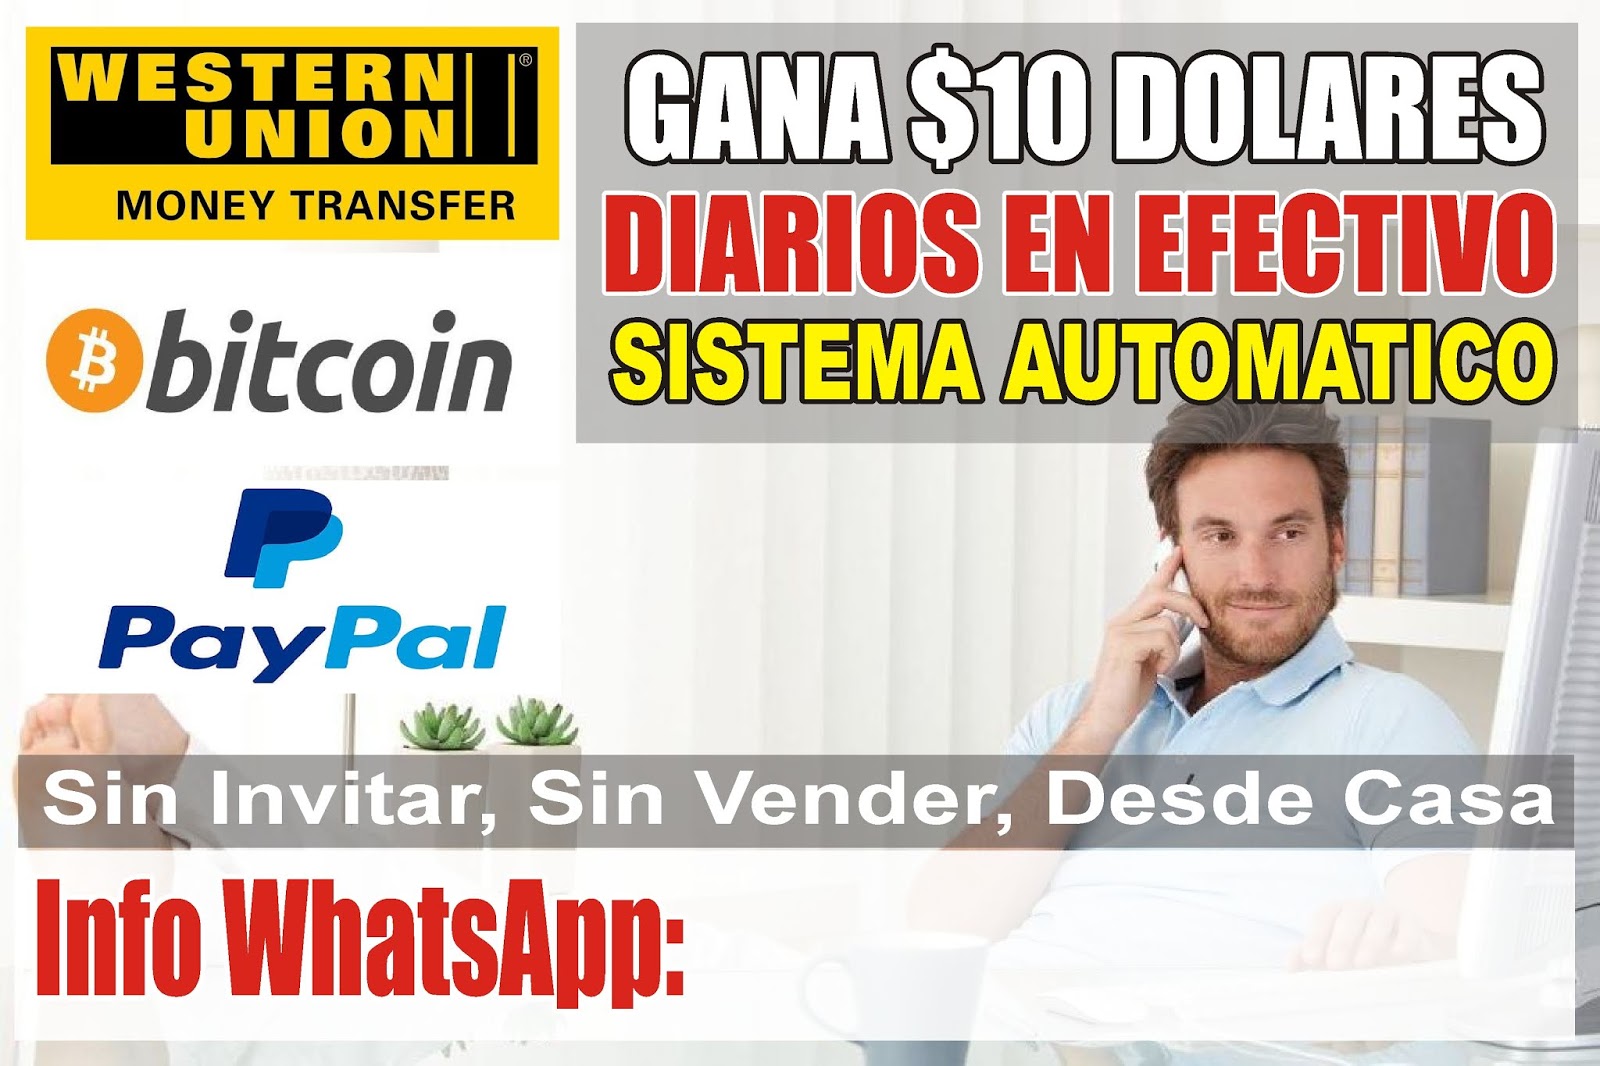 WESTERN
UNION ®
MONEY TRANSFER
bitcoin
PayPal
GANA $10 DOLARES
DIARIOS EN EFECTIVO
SISTEMA AUTOMATICO
Sin Invitar, Sin Vender, Desde Casa
Info WhatsApp: